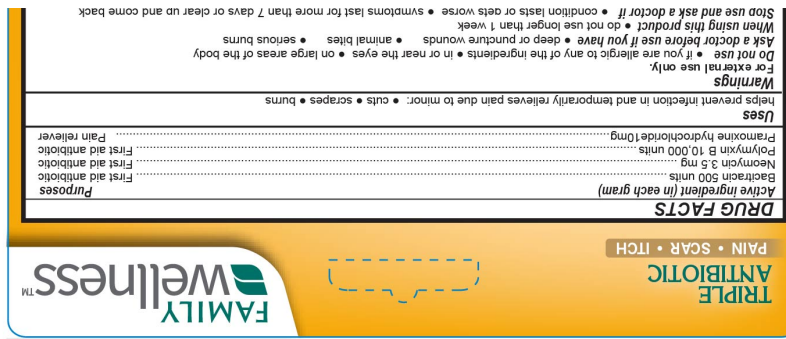 TRIPLE
ANTIBIOTIC
PAIN • SCAR • ITCH
FAMILY
wellness™
DRUG FACTS
Active ingredient (in each gram) Purposes
Bacitracin 500 units First aid antibiotic
Neomycin 3.5 mg First aid antibiotic
Polymyxin B 10,000 units First aid antibiotic
Pramoxine hydrochloride10mg Pain reliever
Uses
helps prevent infection and temporarily relieves pain due to minor: • cuts • scrapes • burns
Warnings
For external use only.
Do not use • if you are allergic to any of the ingredients • in or near the eyes • on large areas of the body
Ask a doctor before use if you have • deep or puncture wounds • animal bites • serious burns
When using this product • do not use longer than 1 week
Stop use and ask a doctor if • condition lasts or gets worse • symptoms last for more than 7 days or clear up and come back